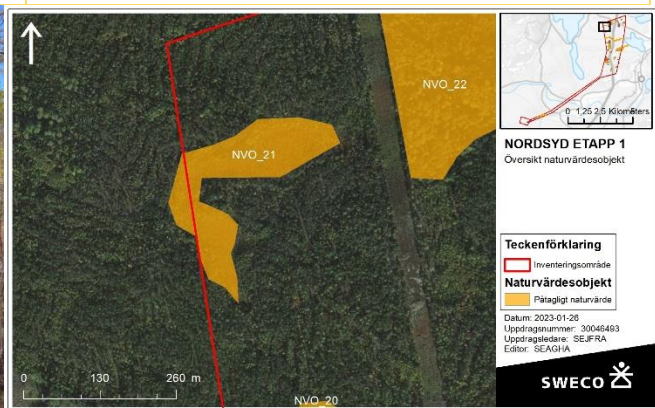 NVO_22
NVO_21
NVO_20
0 130 260 m
0 1,25 2,5 Kilometers
NORDSYD ETAPP 1
Översikt naturvärdesobjekt
Teckenförklaring
Inventeringsområde
Naturvärdesobjekt
Påtagligt naturvärde
Datum: 2023-01-26
Uppdragsnummer: 30046493
Uppdragsledare: SEJFRA
Editor: SEAGHA
SWECO